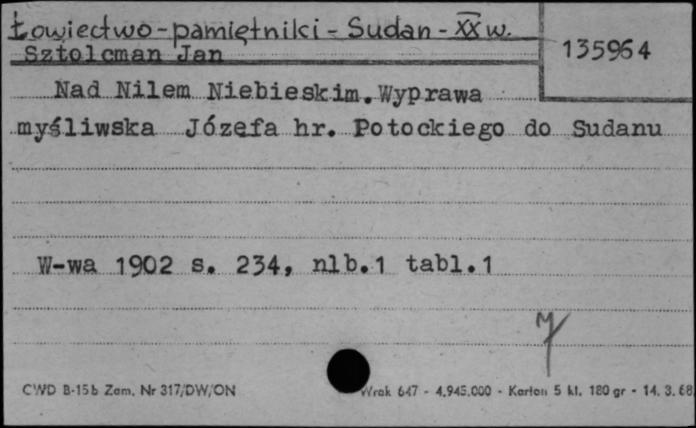 Łowiectwo - pamiętniki - Sudan - XX w.
Sztolcman Jan
135964
Nad Nilem Niebieskim. Wyprawa
myśliwska Józefa hr. Potockiego do Sudanu
W-wa 1902 s. 234, nlb.1 tabl.1
CWD B-15b Zam. Nr 317/DW/ON
Wrak 647 - 4.945.000 - Karton 5 kl. 180 gr - 14. 3. 68